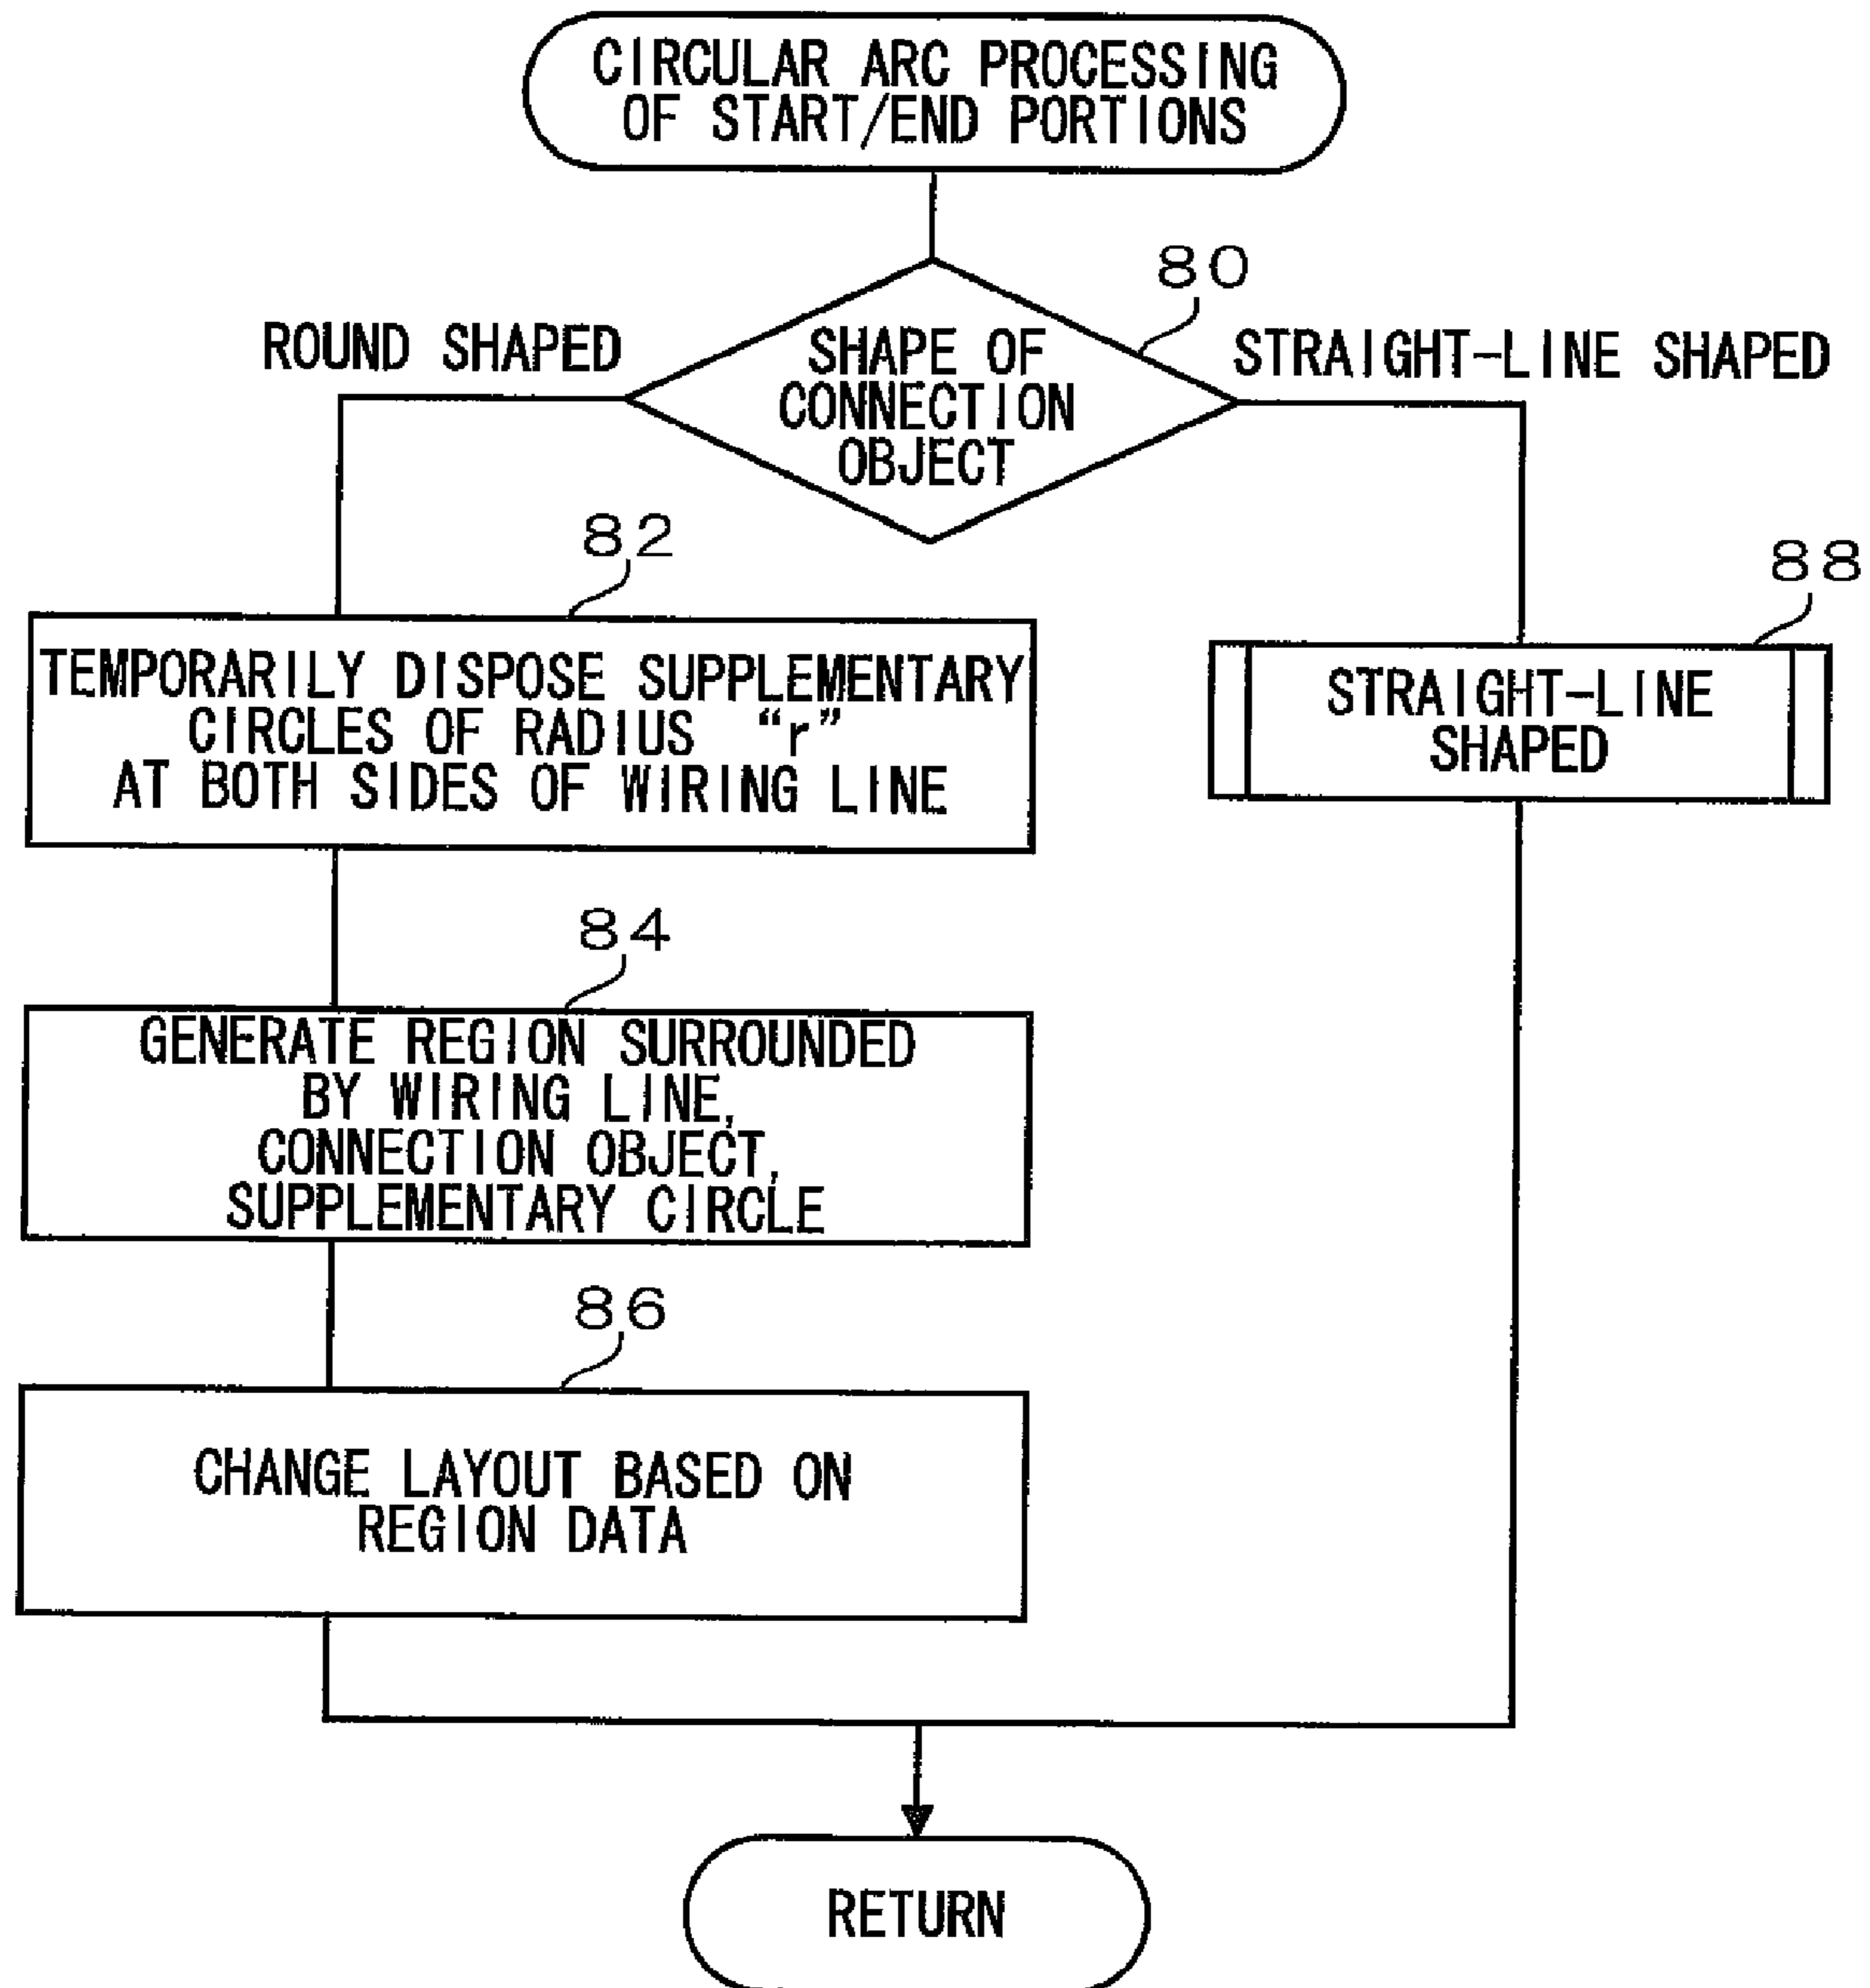 CIRCULAR ARC PROCESSING
OF START/END PORTIONS
80
ROUND SHAPED
SHAPE OF
CONNECTION
OBJECT
STRAIGHT-LINE SHAPED
82
TEMPORARILY DISPOSE SUPPLEMENTARY
CIRCLES OF RADIUS "r"
AT BOTH SIDES OF WIRING LINE
88
STRAIGHT-LINE
SHAPED
84
GENERATE REGION SURROUNDED
BY WIRING LINE,
CONNECTION OBJECT,
SUPPLEMENTARY CIRCLE
86
CHANGE LAYOUT BASED ON
REGION DATA
RETURN